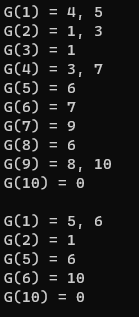 G(1) = 4, 5
G(2) = 1, 3
G(3) = 1
G(4) = 3, 7
G(5) = 6
G(6) = 7
G(7) = 9
G(8) = 6
G(9) = 8, 10
G(10) = 0

G(1) = 5, 6
G(2) = 1
G(5) = 6
G(6) = 10
G(10) = 0